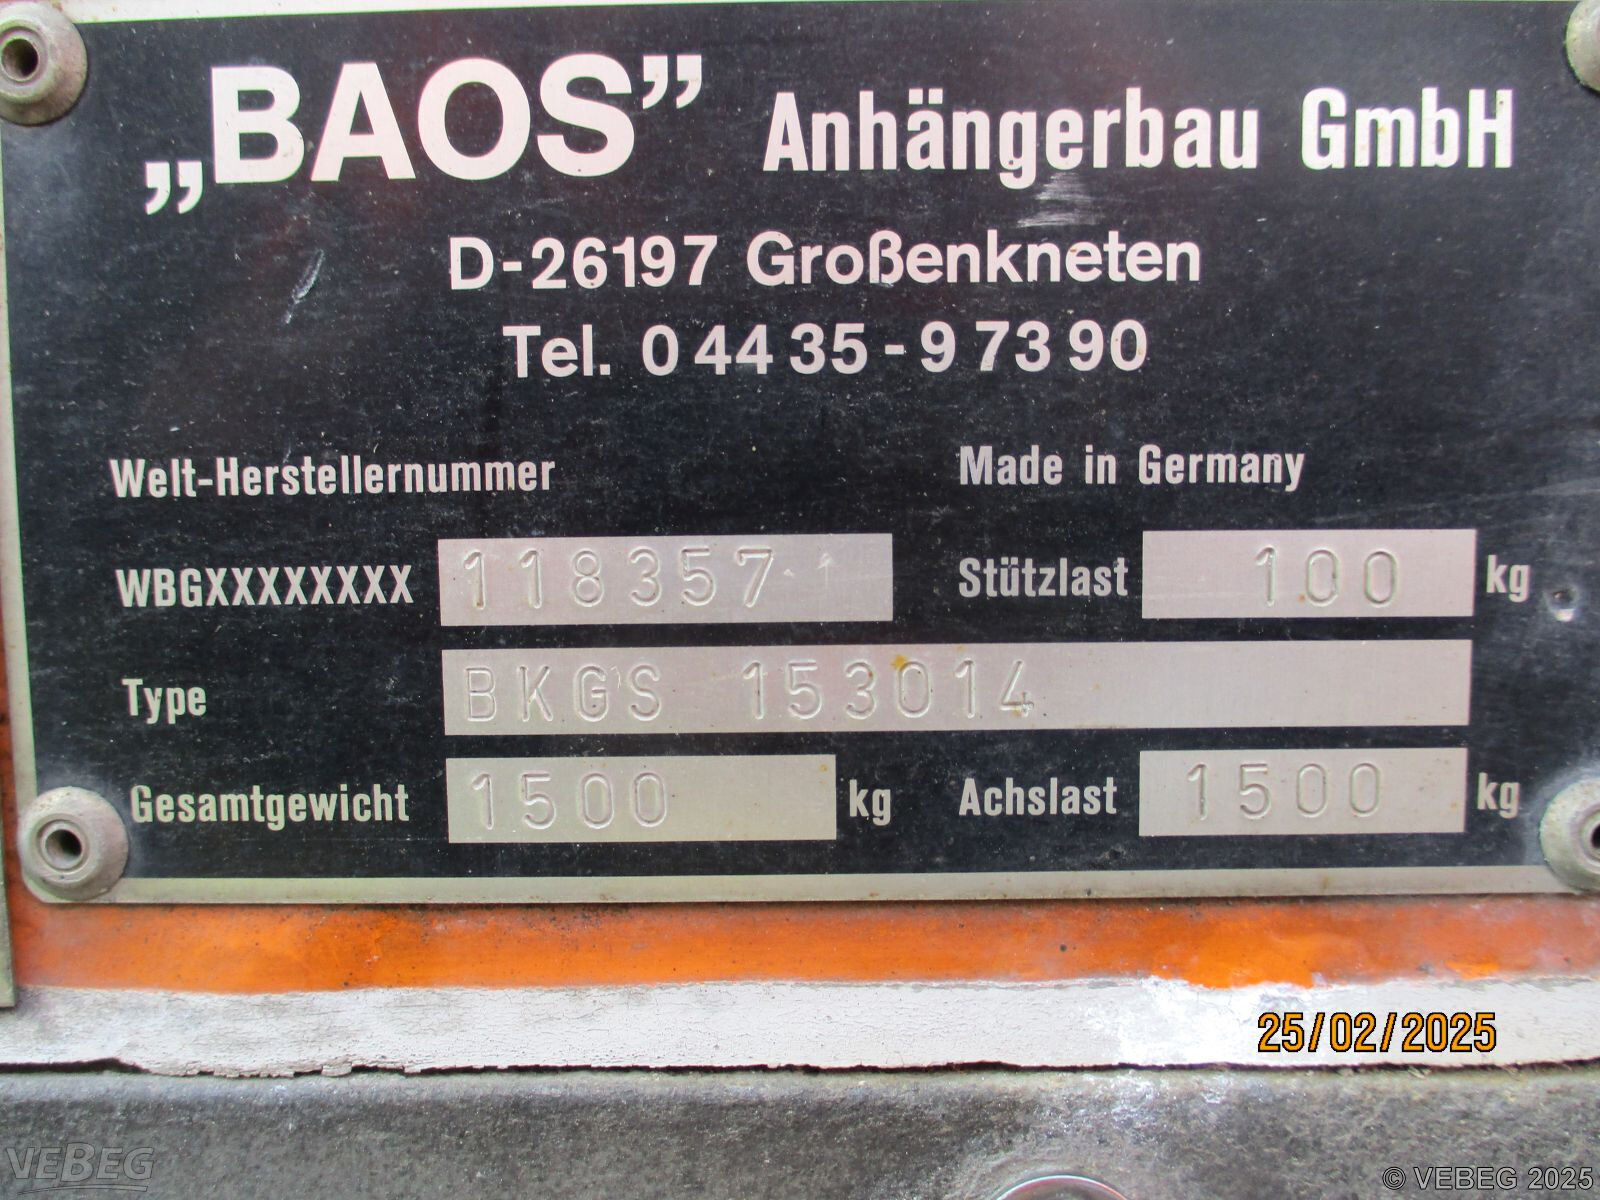 „BAOS” Anhängerbau GmbH
D-26197 Großenkneten
Tel. 0 44 35 - 9 73 90
Welt-Herstellernummer Made in Germany
WBGXXXXXXXX 118357 Stützlast 100 kg
Type BKGS 153014
Gesamtgewicht 1500 kg Achslast 1500 kg
25/02/2025
VEBEG
© VEBEG 2025